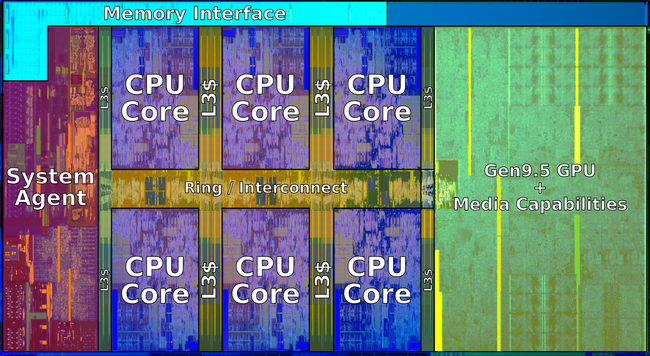 Memory Interface
L3$
CPU
Core
L3$
CPU
Core
L3$
CPU
Core
L3$
System
Agent
Ring / Interconnect
Gen9.5 GPU
+
Media Capabilities
L3$
CPU
Core
L3$
CPU
Core
L3$
CPU
Core
L3$